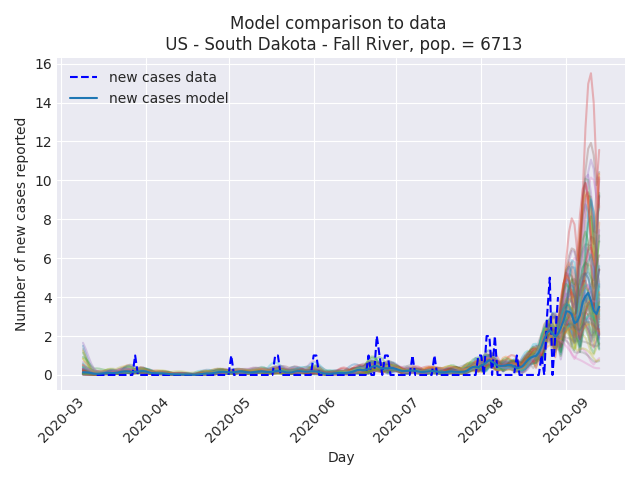 Model comparison to data
US - South Dakota - Fall River, pop. = 6713
new cases data
new cases model
Number of new cases reported
16
14
12
10
8
6
4
2
0
2020-03
2020-04
2020-05
2020-06
2020-07
2020-08
2020-09
Day